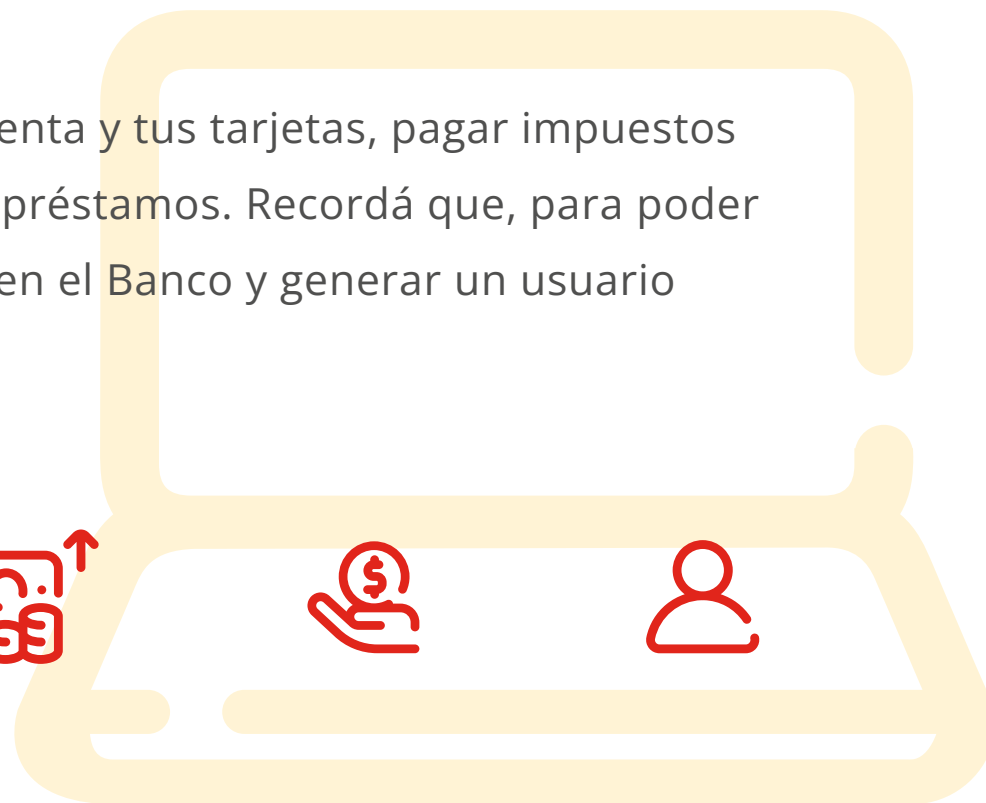 enta y tus tarjetas, pagar impuestos
préstamos. Recordá que, para poder
en el Banco y generar un usuario
$